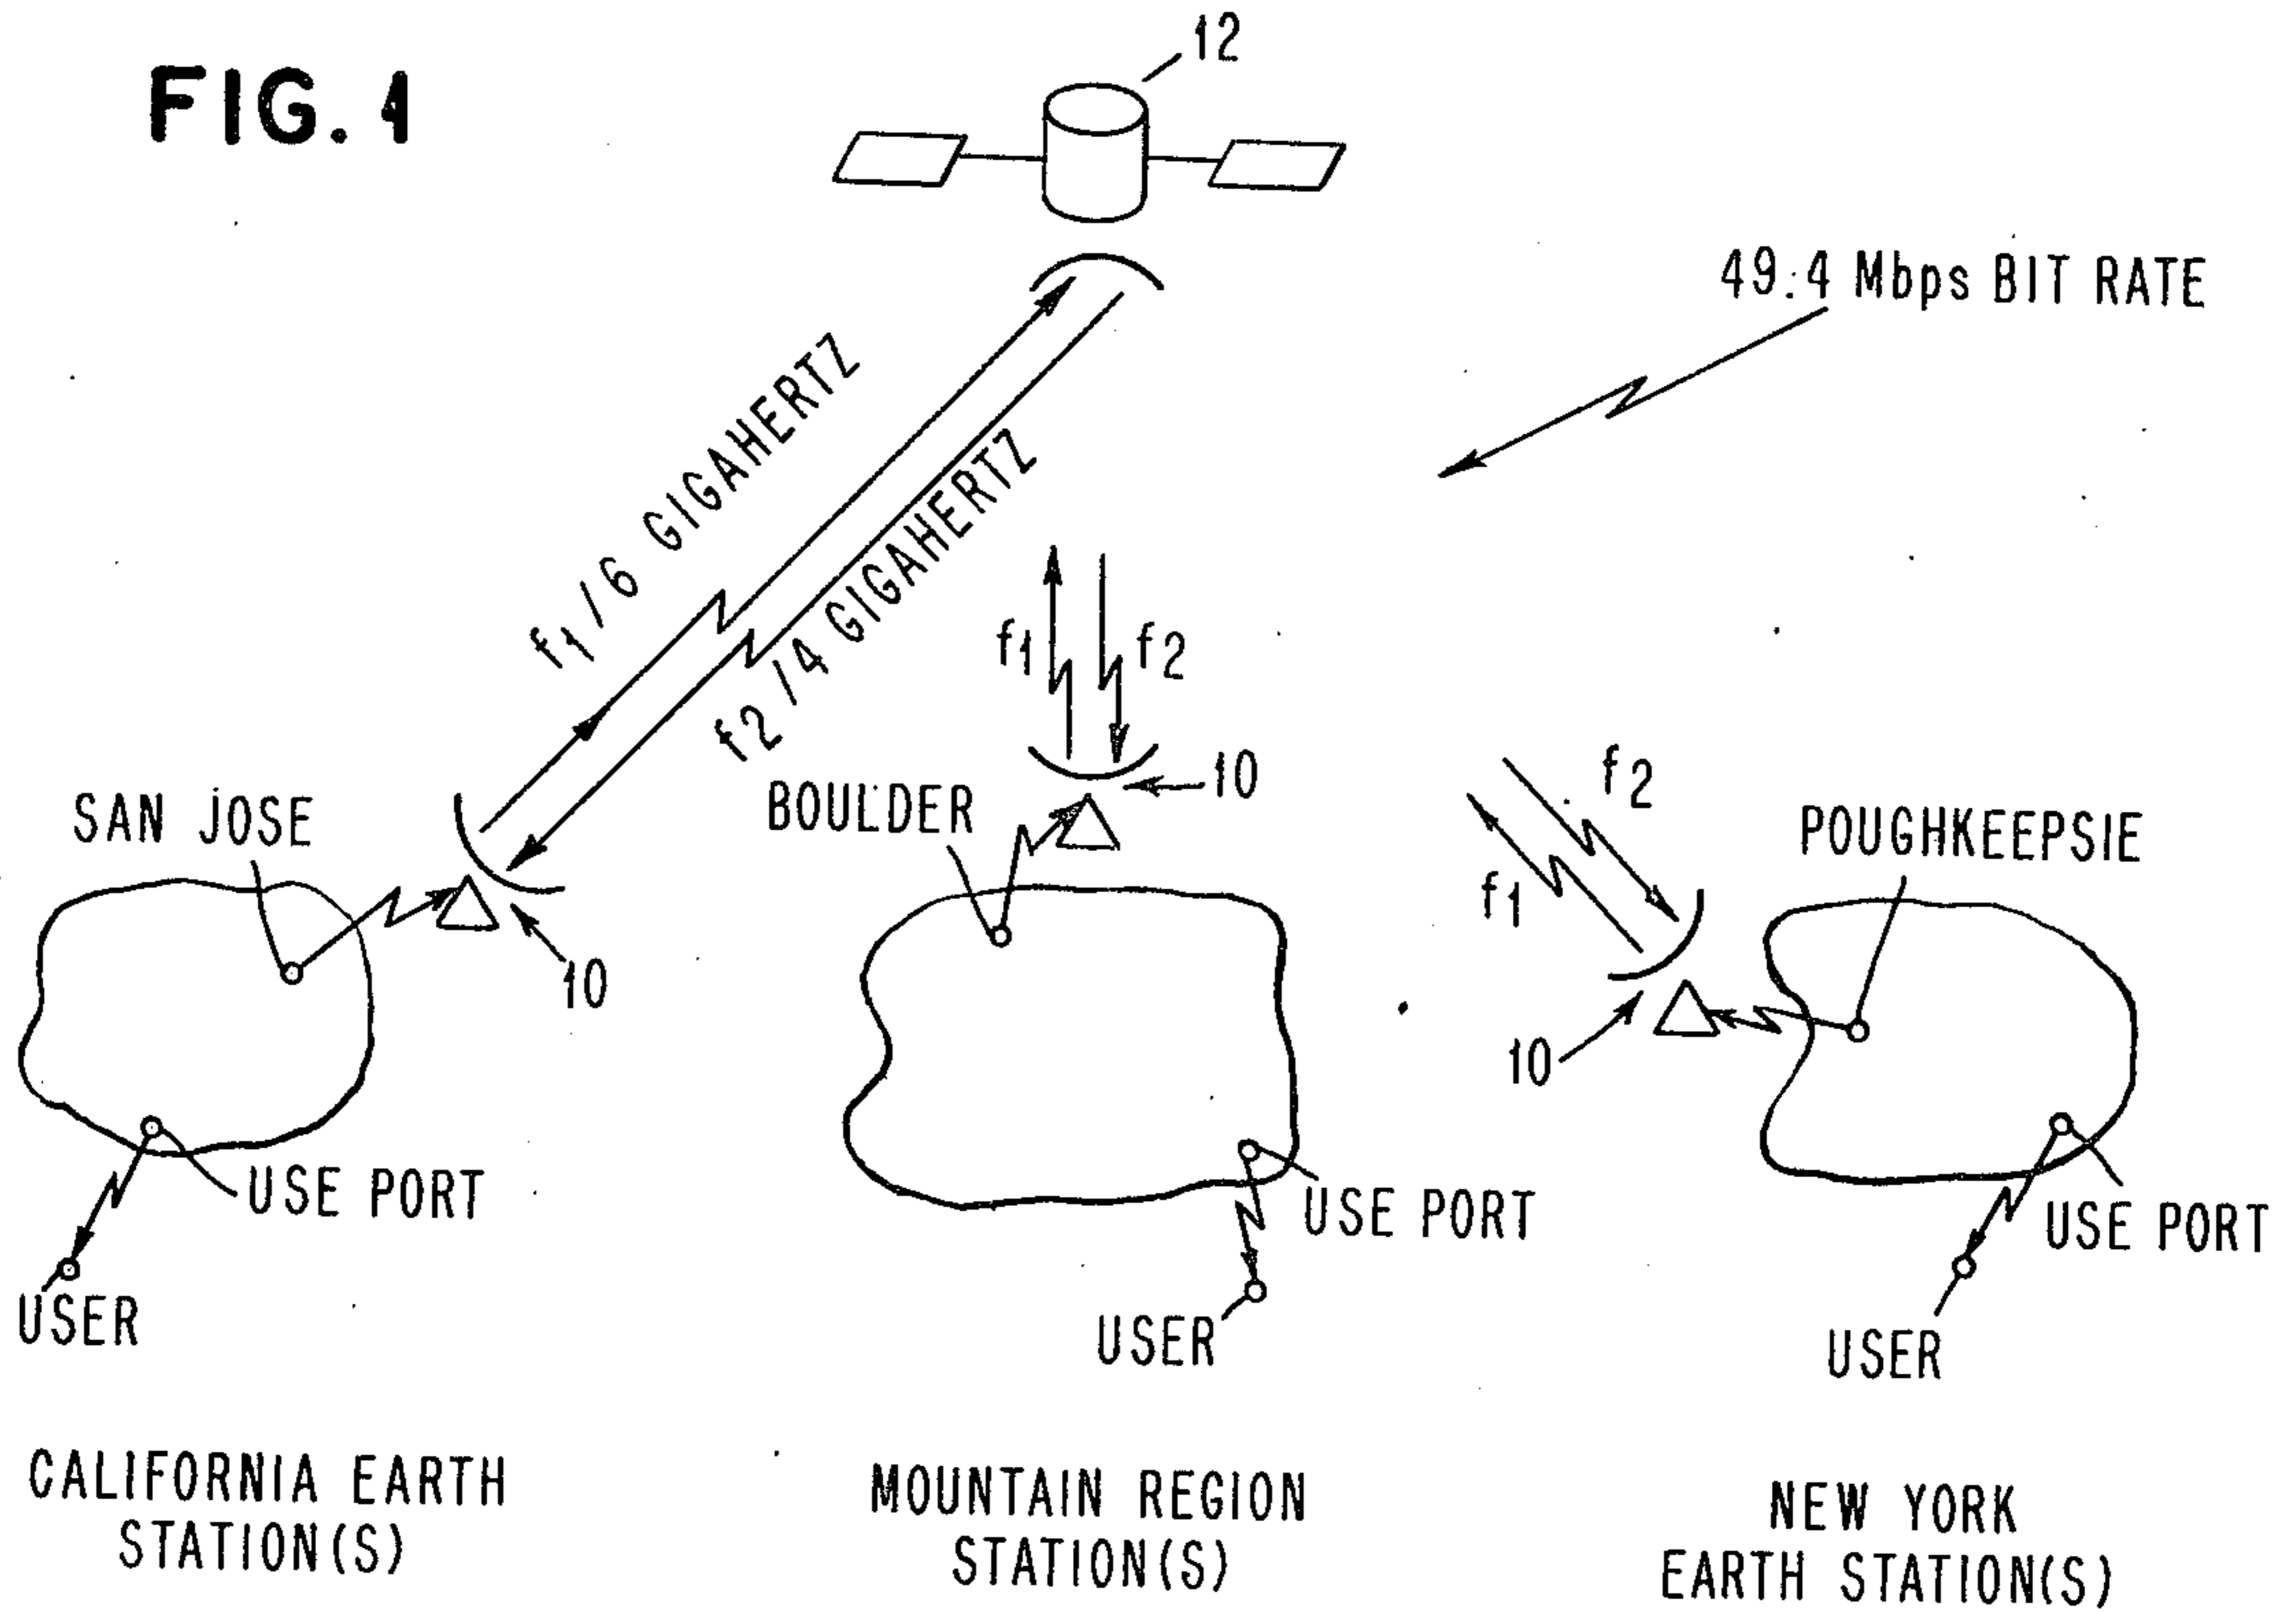 FIG. 1
12
49.4 Mbps BIT RATE
f1/6 GIGAHERTZ
f2/4 GIGAHERTZ
f1
f2
SAN JOSE
BOULDER
10
f2
f1
POUGHKEEPSIE
10
10
USE PORT
USE PORT
USE PORT
USER
USER
USER
CALIFORNIA EARTH
STATION(S)
MOUNTAIN REGION
STATION(S)
NEW YORK
EARTH STATION(S)